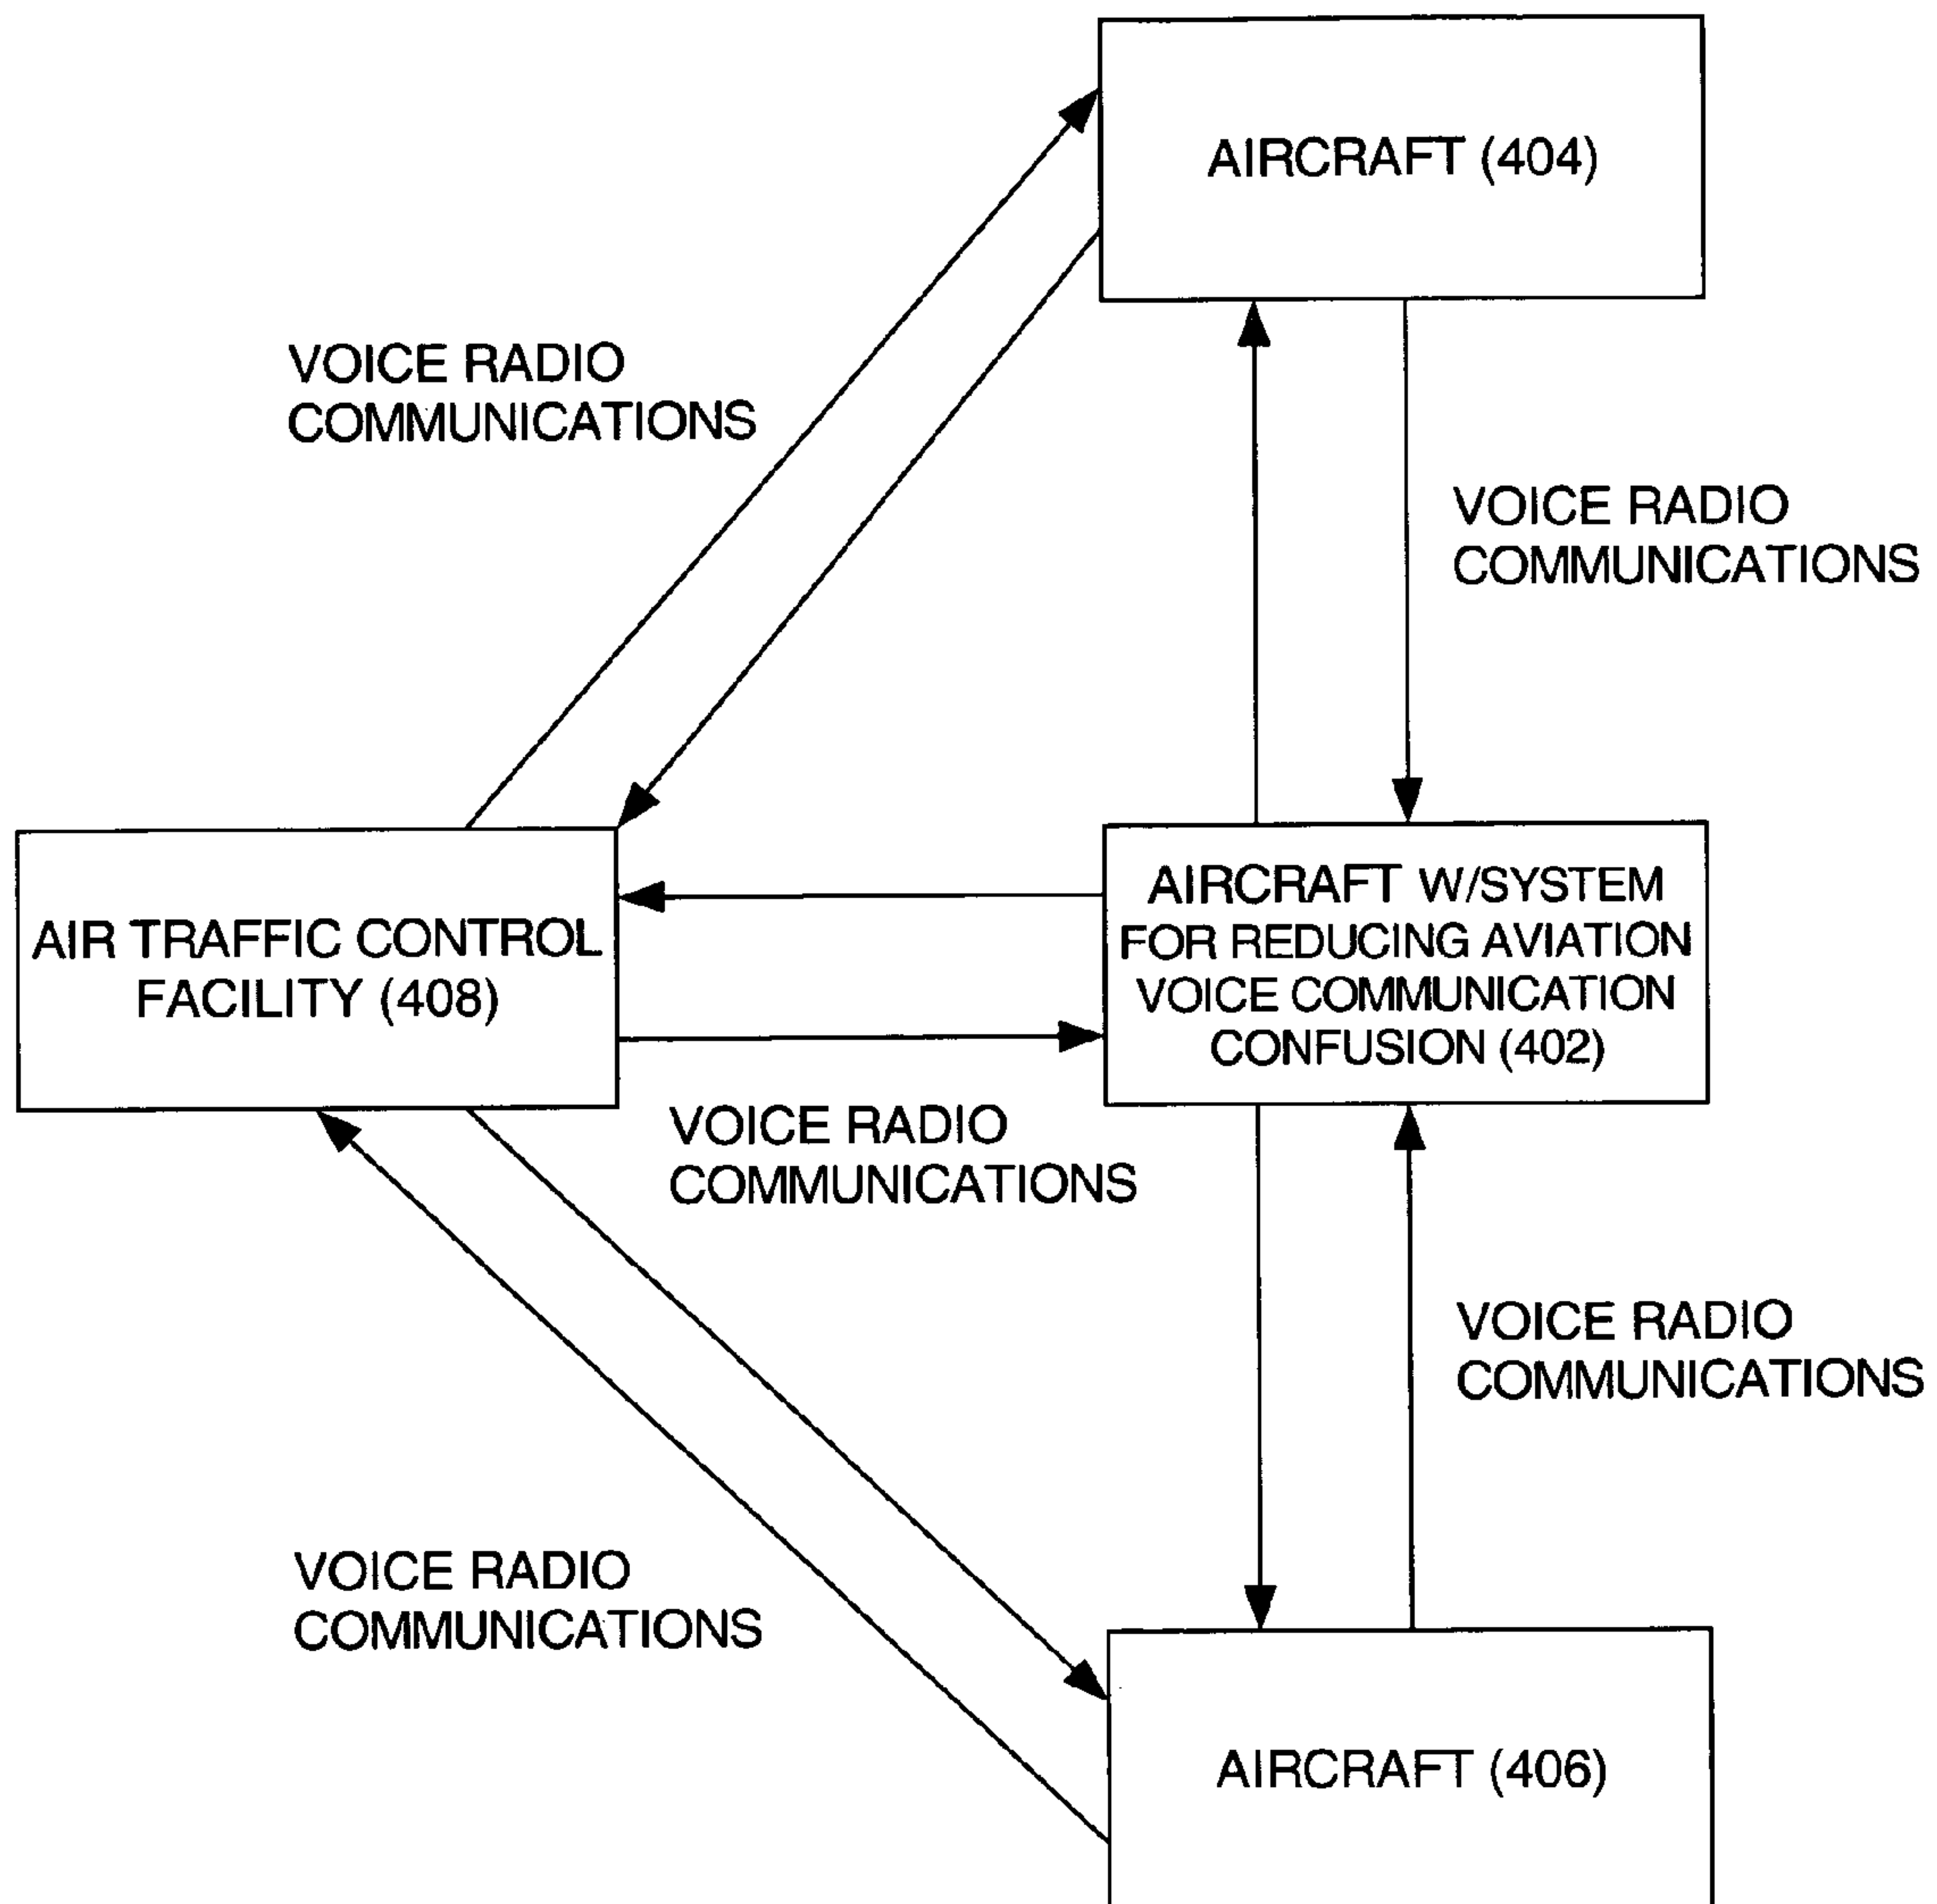 AIRCRAFT (404)
VOICE RADIO
COMMUNICATIONS
VOICE RADIO
COMMUNICATIONS
AIR TRAFFIC CONTROL
FACILITY (408)
AIRCRAFT W/SYSTEM
FOR REDUCING AVIATION
VOICE COMMUNICATION
CONFUSION (402)
VOICE RADIO
COMMUNICATIONS
VOICE RADIO
COMMUNICATIONS
VOICE RADIO
COMMUNICATIONS
AIRCRAFT (406)